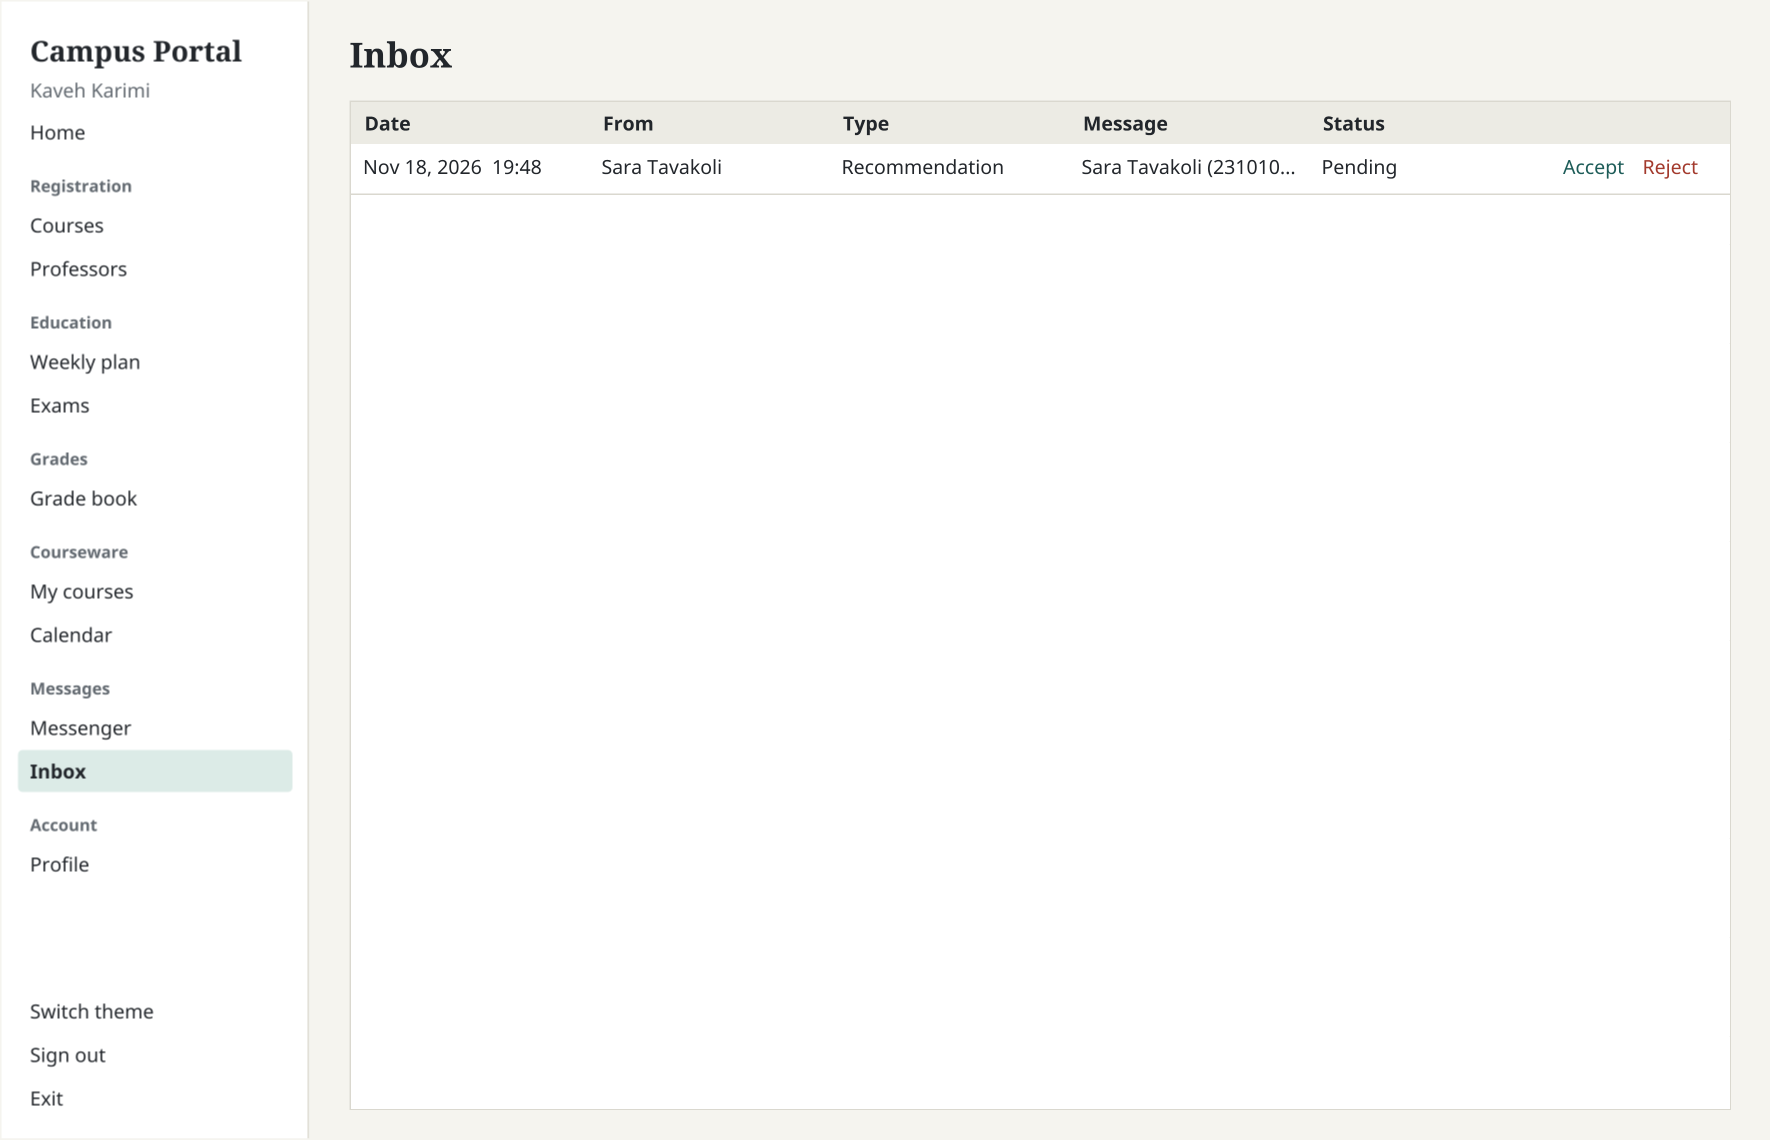 Campus Portal
Kaveh Karimi
Home
Registration
Courses
Professors
Education
Weekly plan
Exams
Grades
Grade book
Courseware
My courses
Calendar
Messages
Messenger
Inbox
Account
Profile
Switch theme
Sign out
Exit
Inbox
Date From Type Message Status
Nov 18, 2026 19:48 Sara Tavakoli Recommendation Sara Tavakoli (231010... Pending Accept Reject